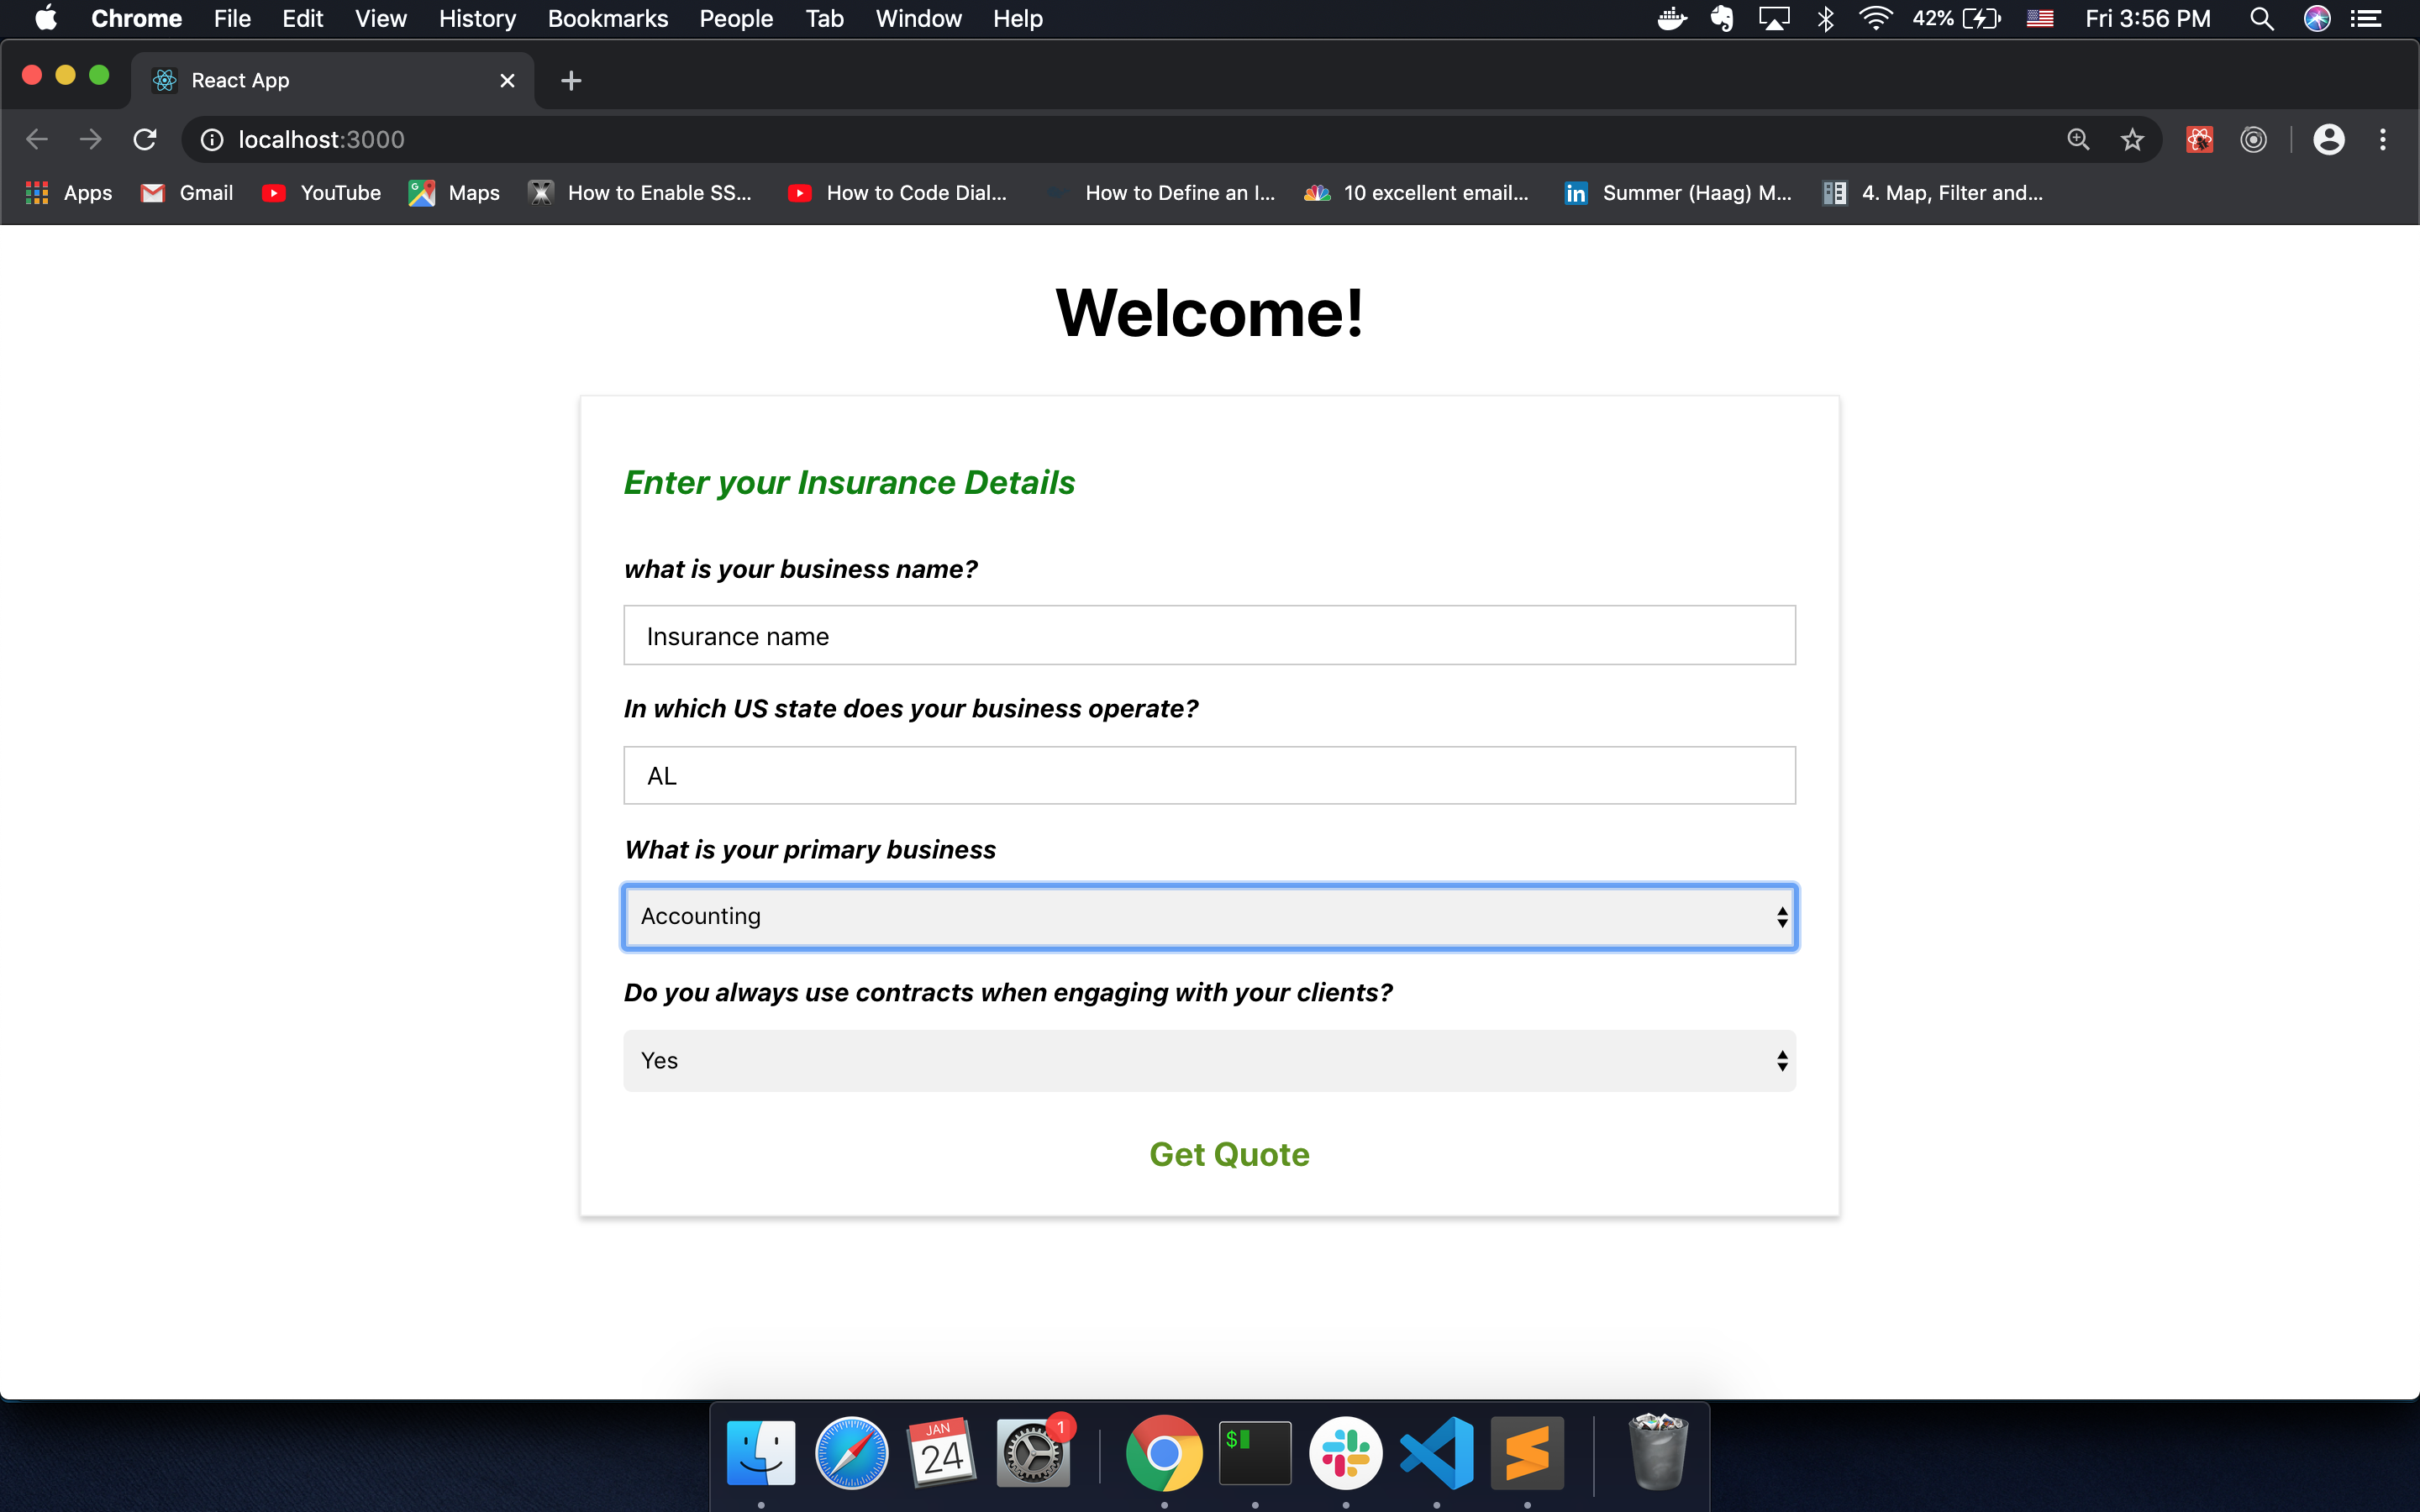 Chrome File Edit View History Bookmarks People Tab Window Help 42% Fri 3:56 PM
React App
localhost:3000
Apps Gmail YouTube Maps How to Enable SS... How to Code Dial... How to Define an I... 10 excellent email... Summer (Haag) M... 4. Map, Filter and...
Welcome!
Enter your Insurance Details
what is your business name?
Insurance name
In which US state does your business operate?
AL
What is your primary business
Accounting
Do you always use contracts when engaging with your clients?
Yes
Get Quote
JAN
24
1
$